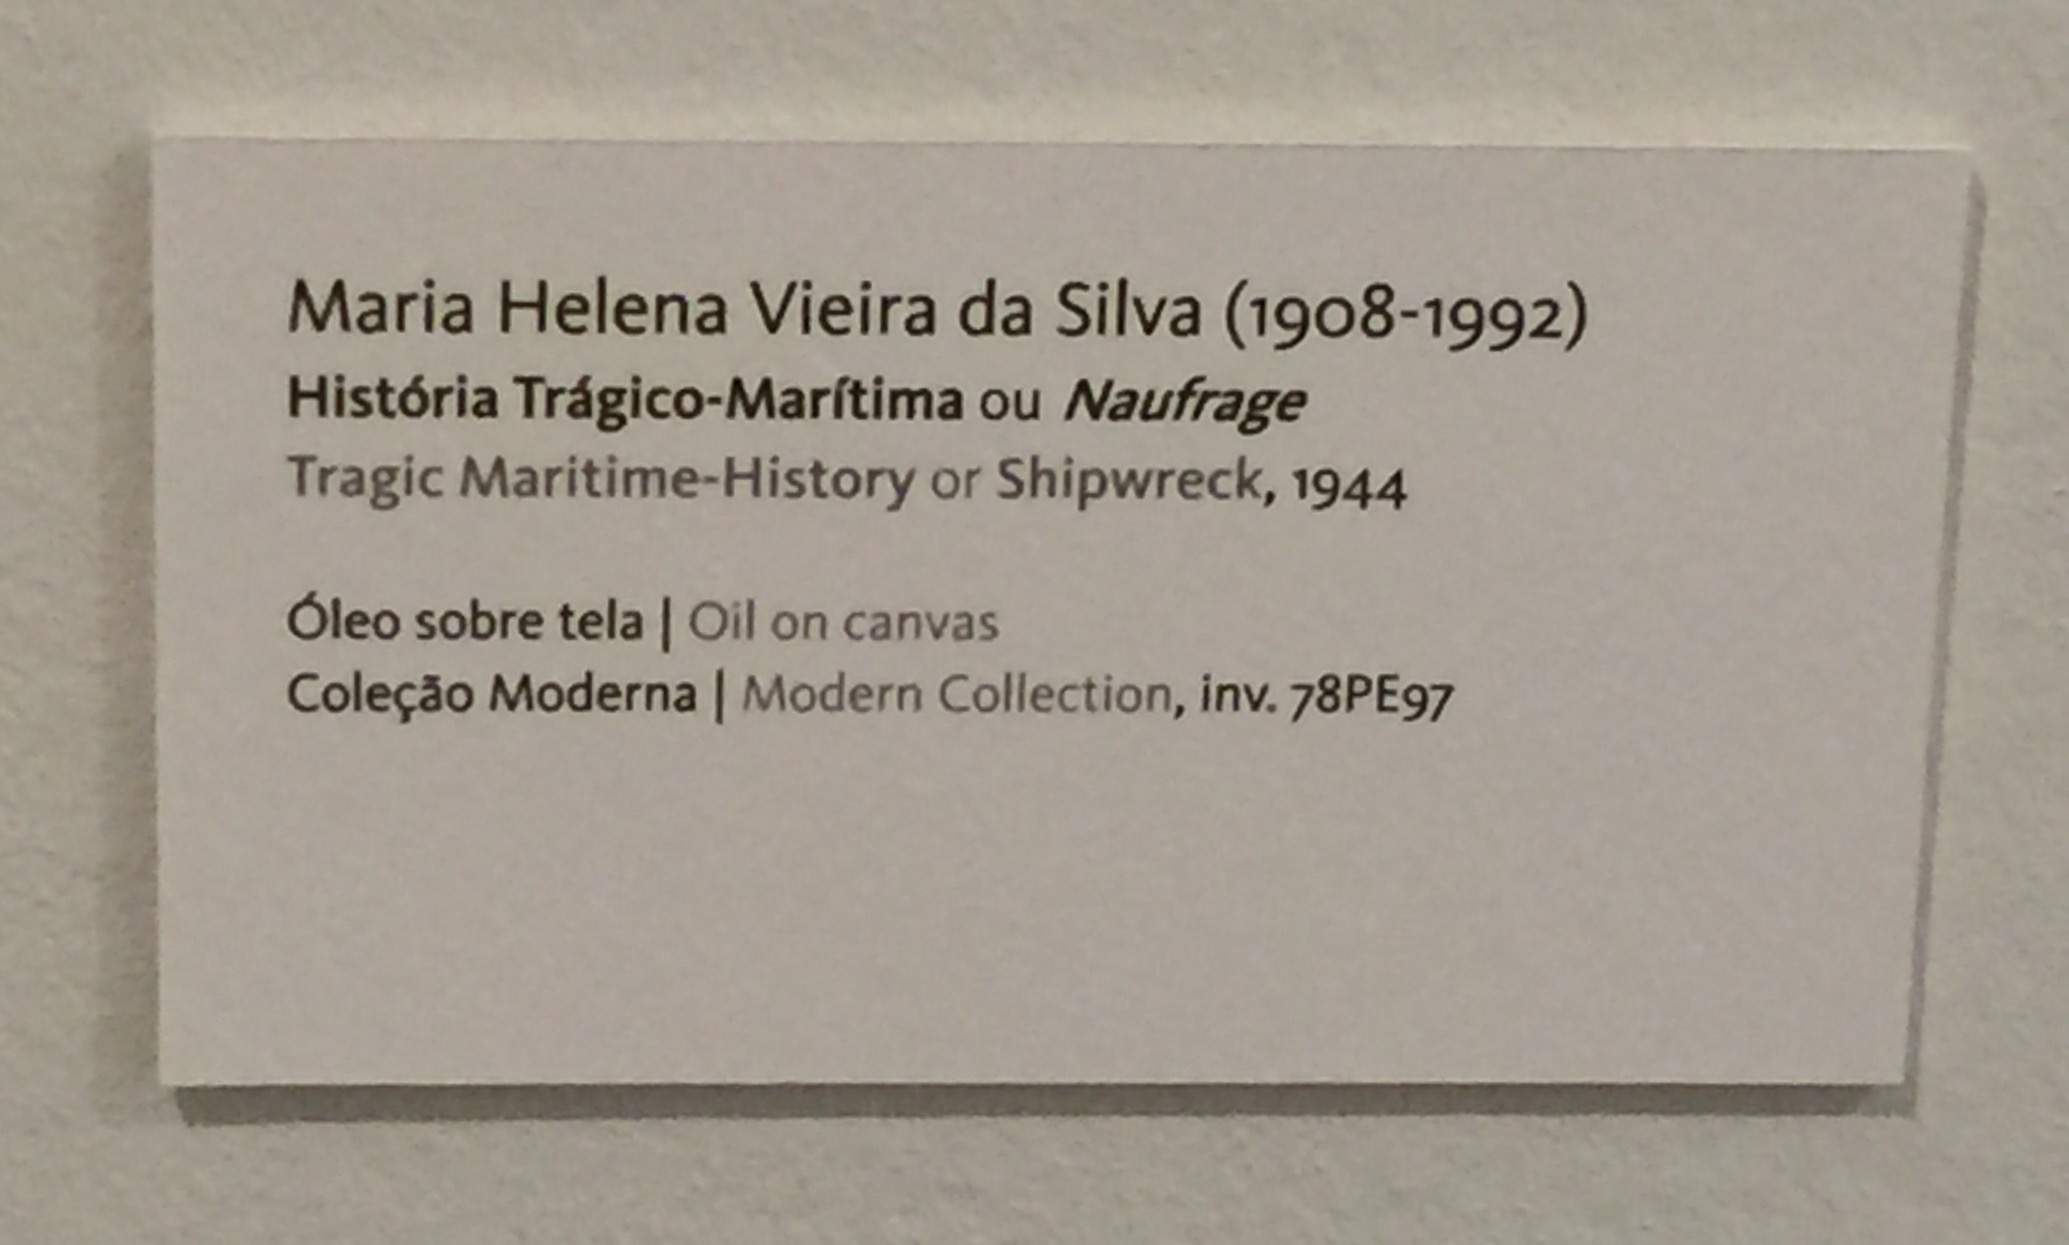 Maria Helena Vieira da Silva (1908-1992)
História Trágico-Marítima ou Naufrage
Tragic Maritime-History or Shipwreck, 1944
Óleo sobre tela | Oil on canvas
Coleção Moderna | Modern Collection, inv. 78PE97